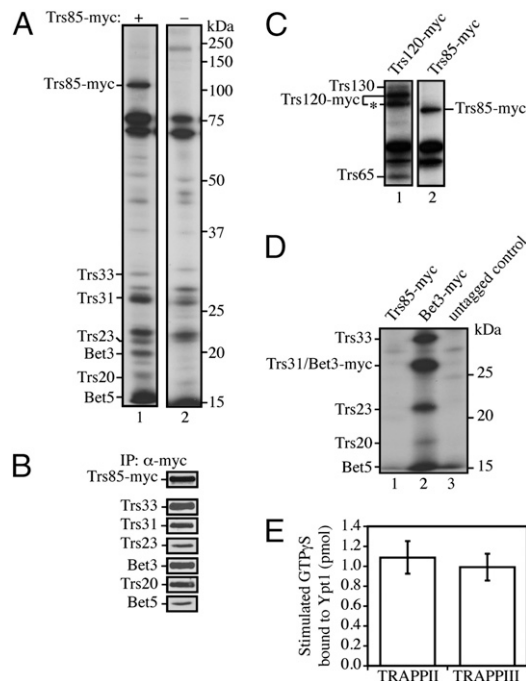 A
Trs85-myc: + −
kDa
250
150
Trs85-myc
100
75
50
37
Trs33
Trs31
25
Trs23
Bet3
20
Trs20
Bet5
15
1 2
B
IP: α-myc
Trs85-myc
Trs33
Trs31
Trs23
Bet3
Trs20
Bet5
C
Trs120-myc
Trs85-myc
Trs130
Trs120-myc
*
Trs85-myc
Trs65
1 2
D
Trs85-myc
Bet3-myc
untagged control
kDa
Trs33
Trs31/Bet3-myc
25
Trs23
20
Trs20
Bet5
15
1 2 3
E
Stimulated GTPγS
bound to Ypt1 (pmol)
1.4
1.2
1.0
0.8
0.6
0.4
0.2
0.0
TRAPPII TRAPPIII